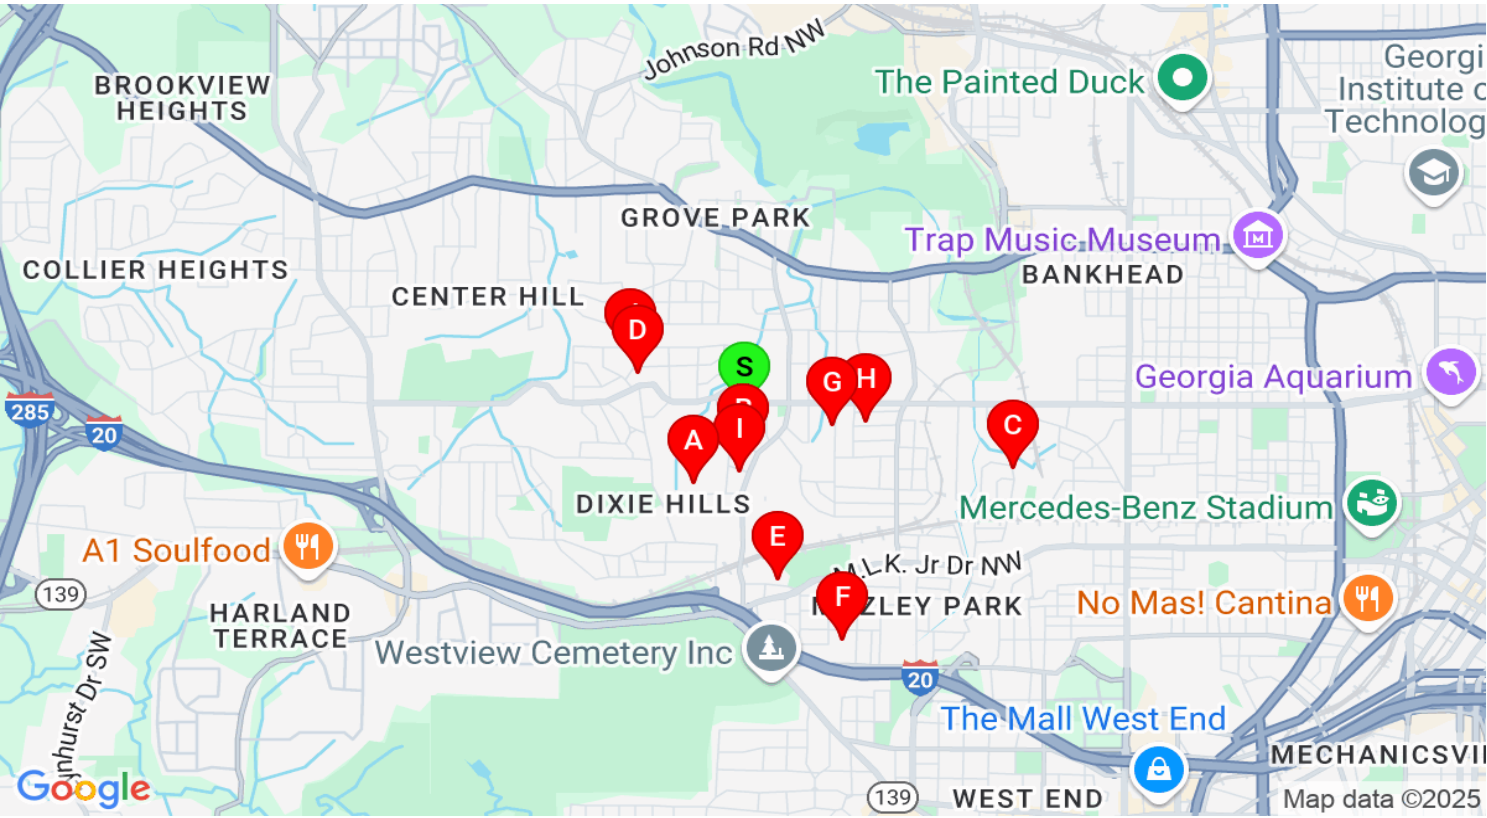 Johnson Rd NW
Georgi
Institute o
Technolog
The Painted Duck
BROOKVIEW
HEIGHTS
GROVE PARK
Trap Music Museum
M
BANKHEAD
COLLIER HEIGHTS
CENTER HILL
D
S
G
H
Georgia Aquarium
285
20
I
A
C
DIXIE HILLS
Mercedes-Benz Stadium
E
A1 Soulfood
M.L.K. Jr Dr NW
139
F
ZLEY PARK
No Mas! Cantina
HARLAND
TERRACE
Westview Cemetery Inc
20
ynhurst Dr SW
The Mall West End
MECHANICSVI
Google
139
WEST END
Map data ©2025